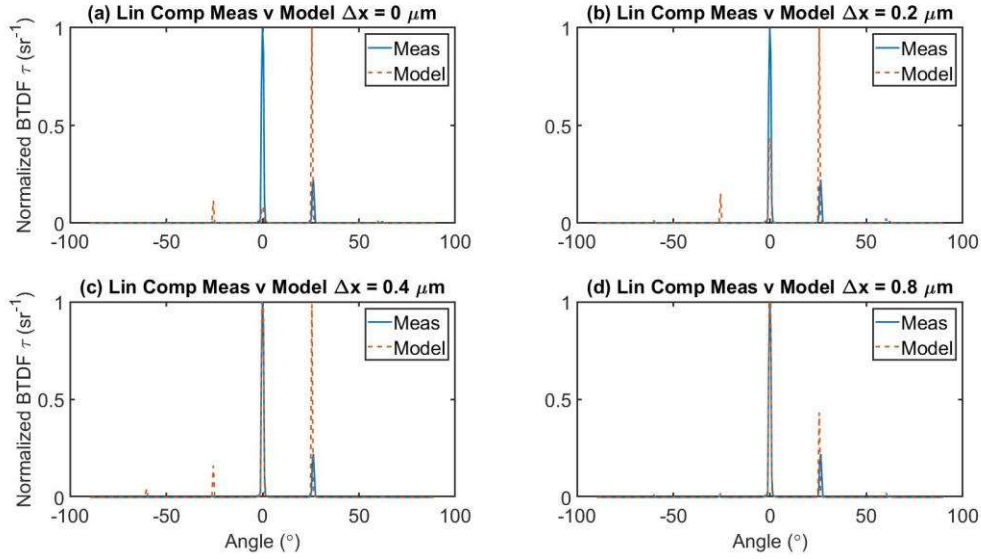 (a) Lin Comp Meas v Model Δx = 0 μm
Normalized BTDF τ (sr⁻¹)
1
0.5
0
-100
-50
0
50
100
Meas
Model
(b) Lin Comp Meas v Model Δx = 0.2 μm
1
0.5
0
-100
-50
0
50
100
Meas
Model
(c) Lin Comp Meas v Model Δx = 0.4 μm
Normalized BTDF τ (sr⁻¹)
1
0.5
0
-100
-50
0
50
100
Angle (°)
Meas
Model
(d) Lin Comp Meas v Model Δx = 0.8 μm
1
0.5
0
-100
-50
0
50
100
Angle (°)
Meas
Model